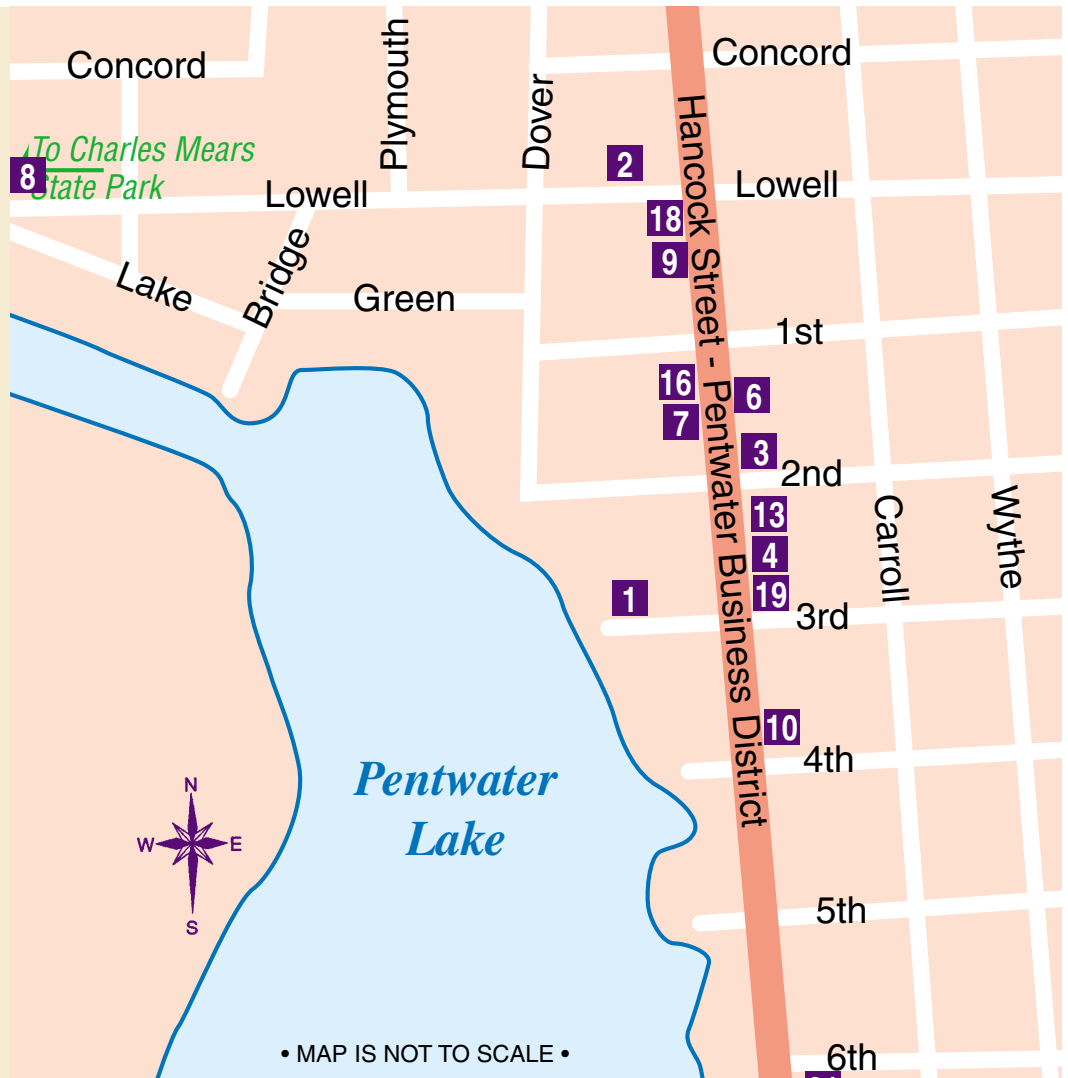 Concord
Plymouth
Dover
Concord
To Charles Mears
State Park
8
2
Lowell
Lowell
18
9
Hancock Street - Pentwater Business District
Lake
Bridge
Green
1st
16
6
7
3
2nd
13
4
19
Carroll
Wythe
1
3rd
10
4th
Pentwater
Lake
N
W
E
S
5th
• MAP IS NOT TO SCALE •
6th